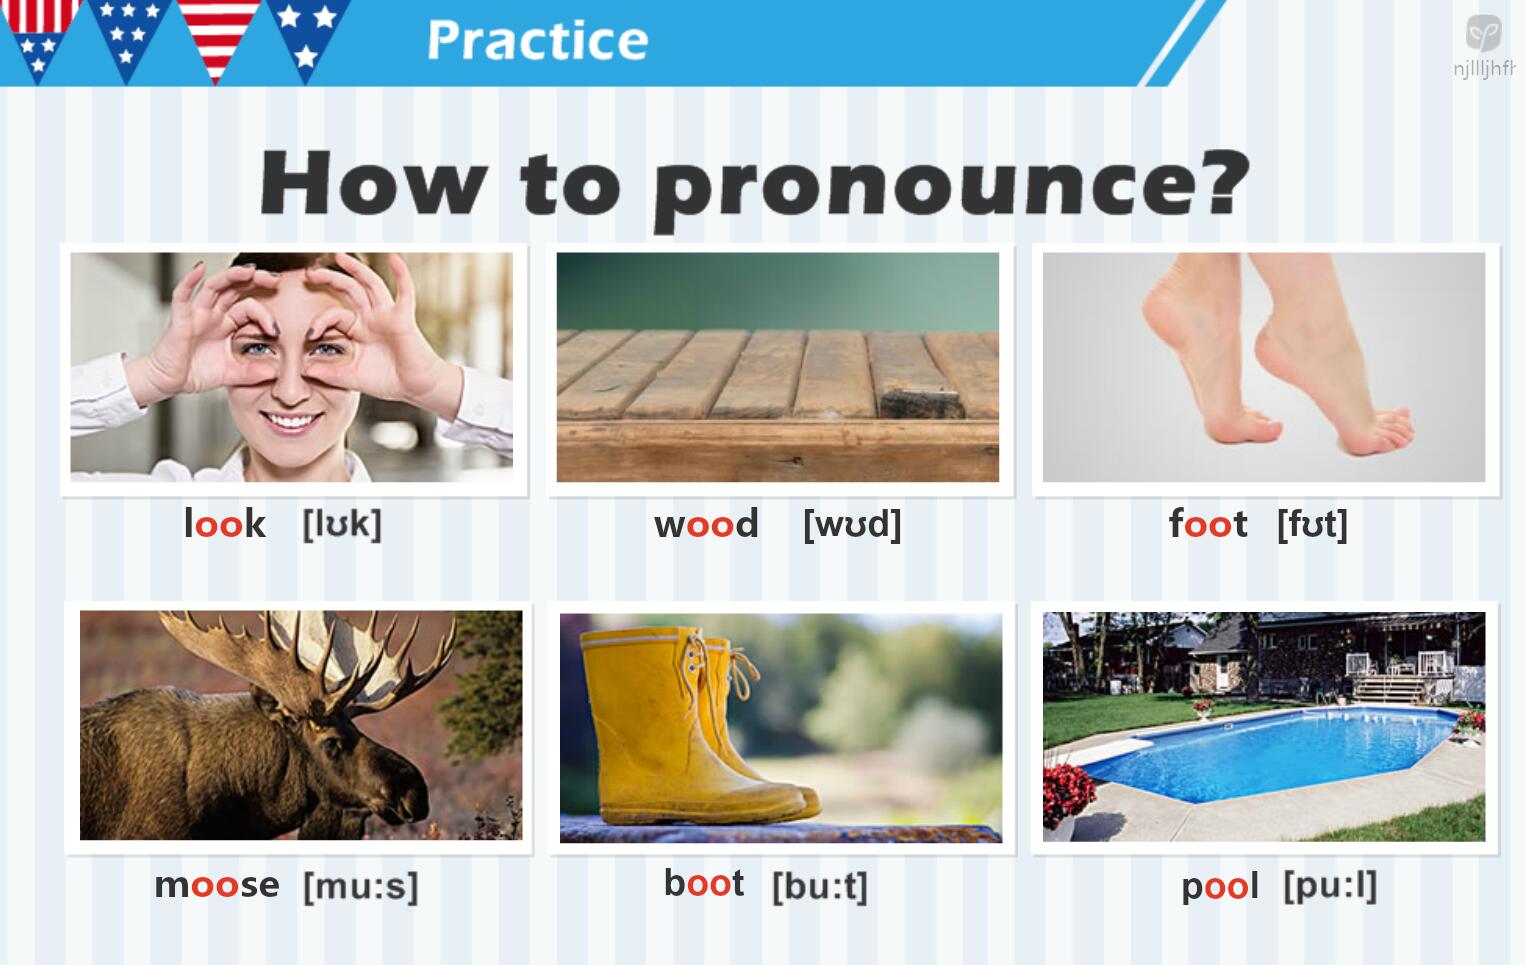 Practice
njllljhfh
How to pronounce?
look [lʊk]
wood [wʊd]
foot [fʊt]
moose [mu:s]
boot [bu:t]
pool [pu:l]